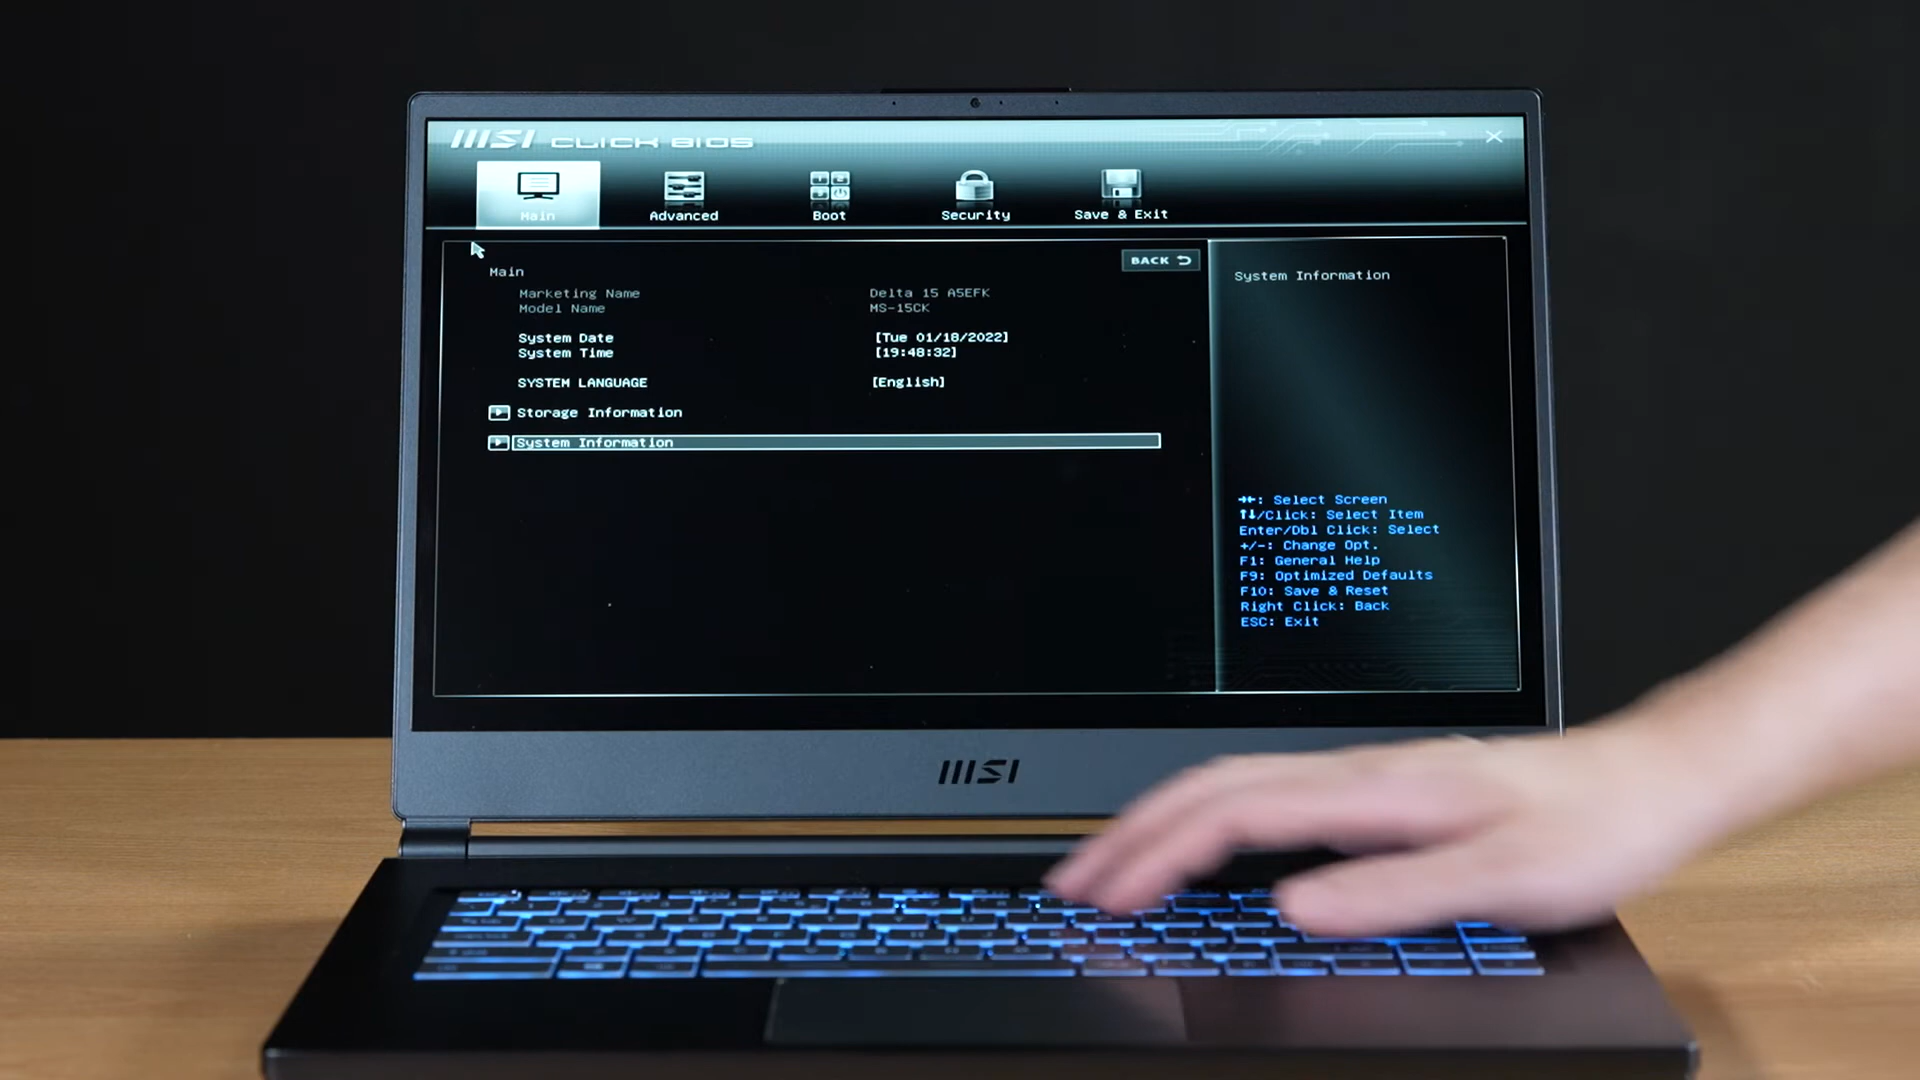 msi CLICK BIOS
Main
Advanced
Boot
Security
Save & Exit
BACK
Main
Marketing Name Delta 15 A5EFK
Model Name MS-15CK
System Date [Tue 01/18/2022]
System Time [19:48:32]
SYSTEM LANGUAGE [English]
Storage Information
System Information
System Information
→←: Select Screen
↑↓/Click: Select Item
Enter/Dbl Click: Select
+/-: Change Opt.
F1: General Help
F9: Optimized Defaults
F10: Save & Reset
Right Click: Back
ESC: Exit
msi